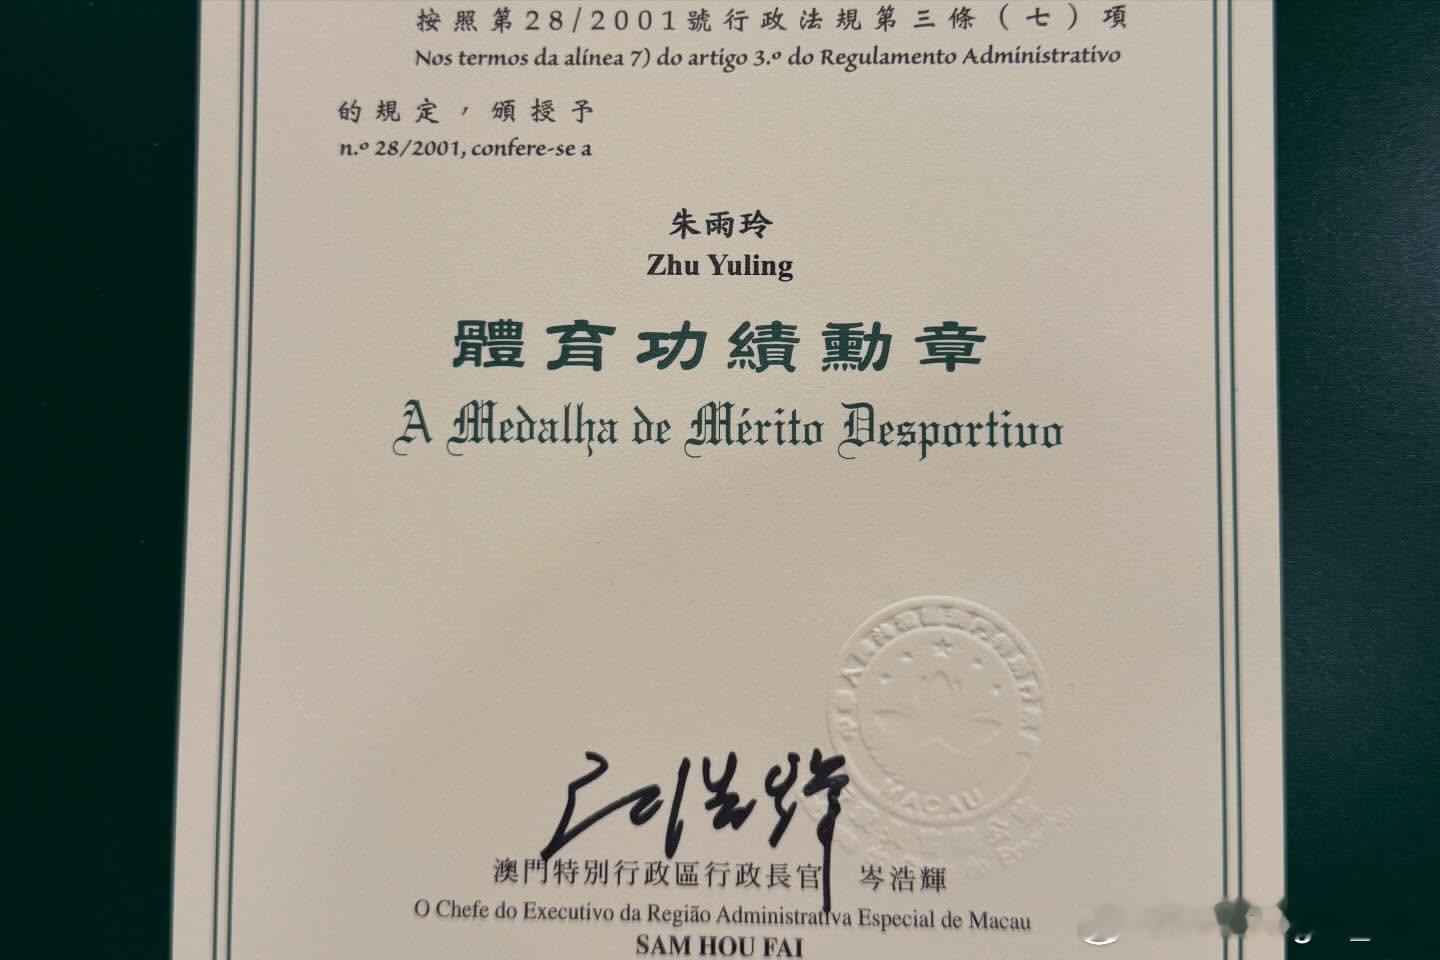 按照第28/2001號行政法規第三條(七)項
Nos termos da alínea 7) do artigo 3.º do Regulamento Administrativo
的規定，頒授予
n.º 28/2001, confere-se a
朱雨玲
Zhu Yuling
體育功績勳章
A Medalha de Mérito Desportivo
MACAU
澳門特別行政區行政長官 岑浩輝
O Chefe do Executivo da Região Administrativa Especial de Macau
SAM HOU FAI